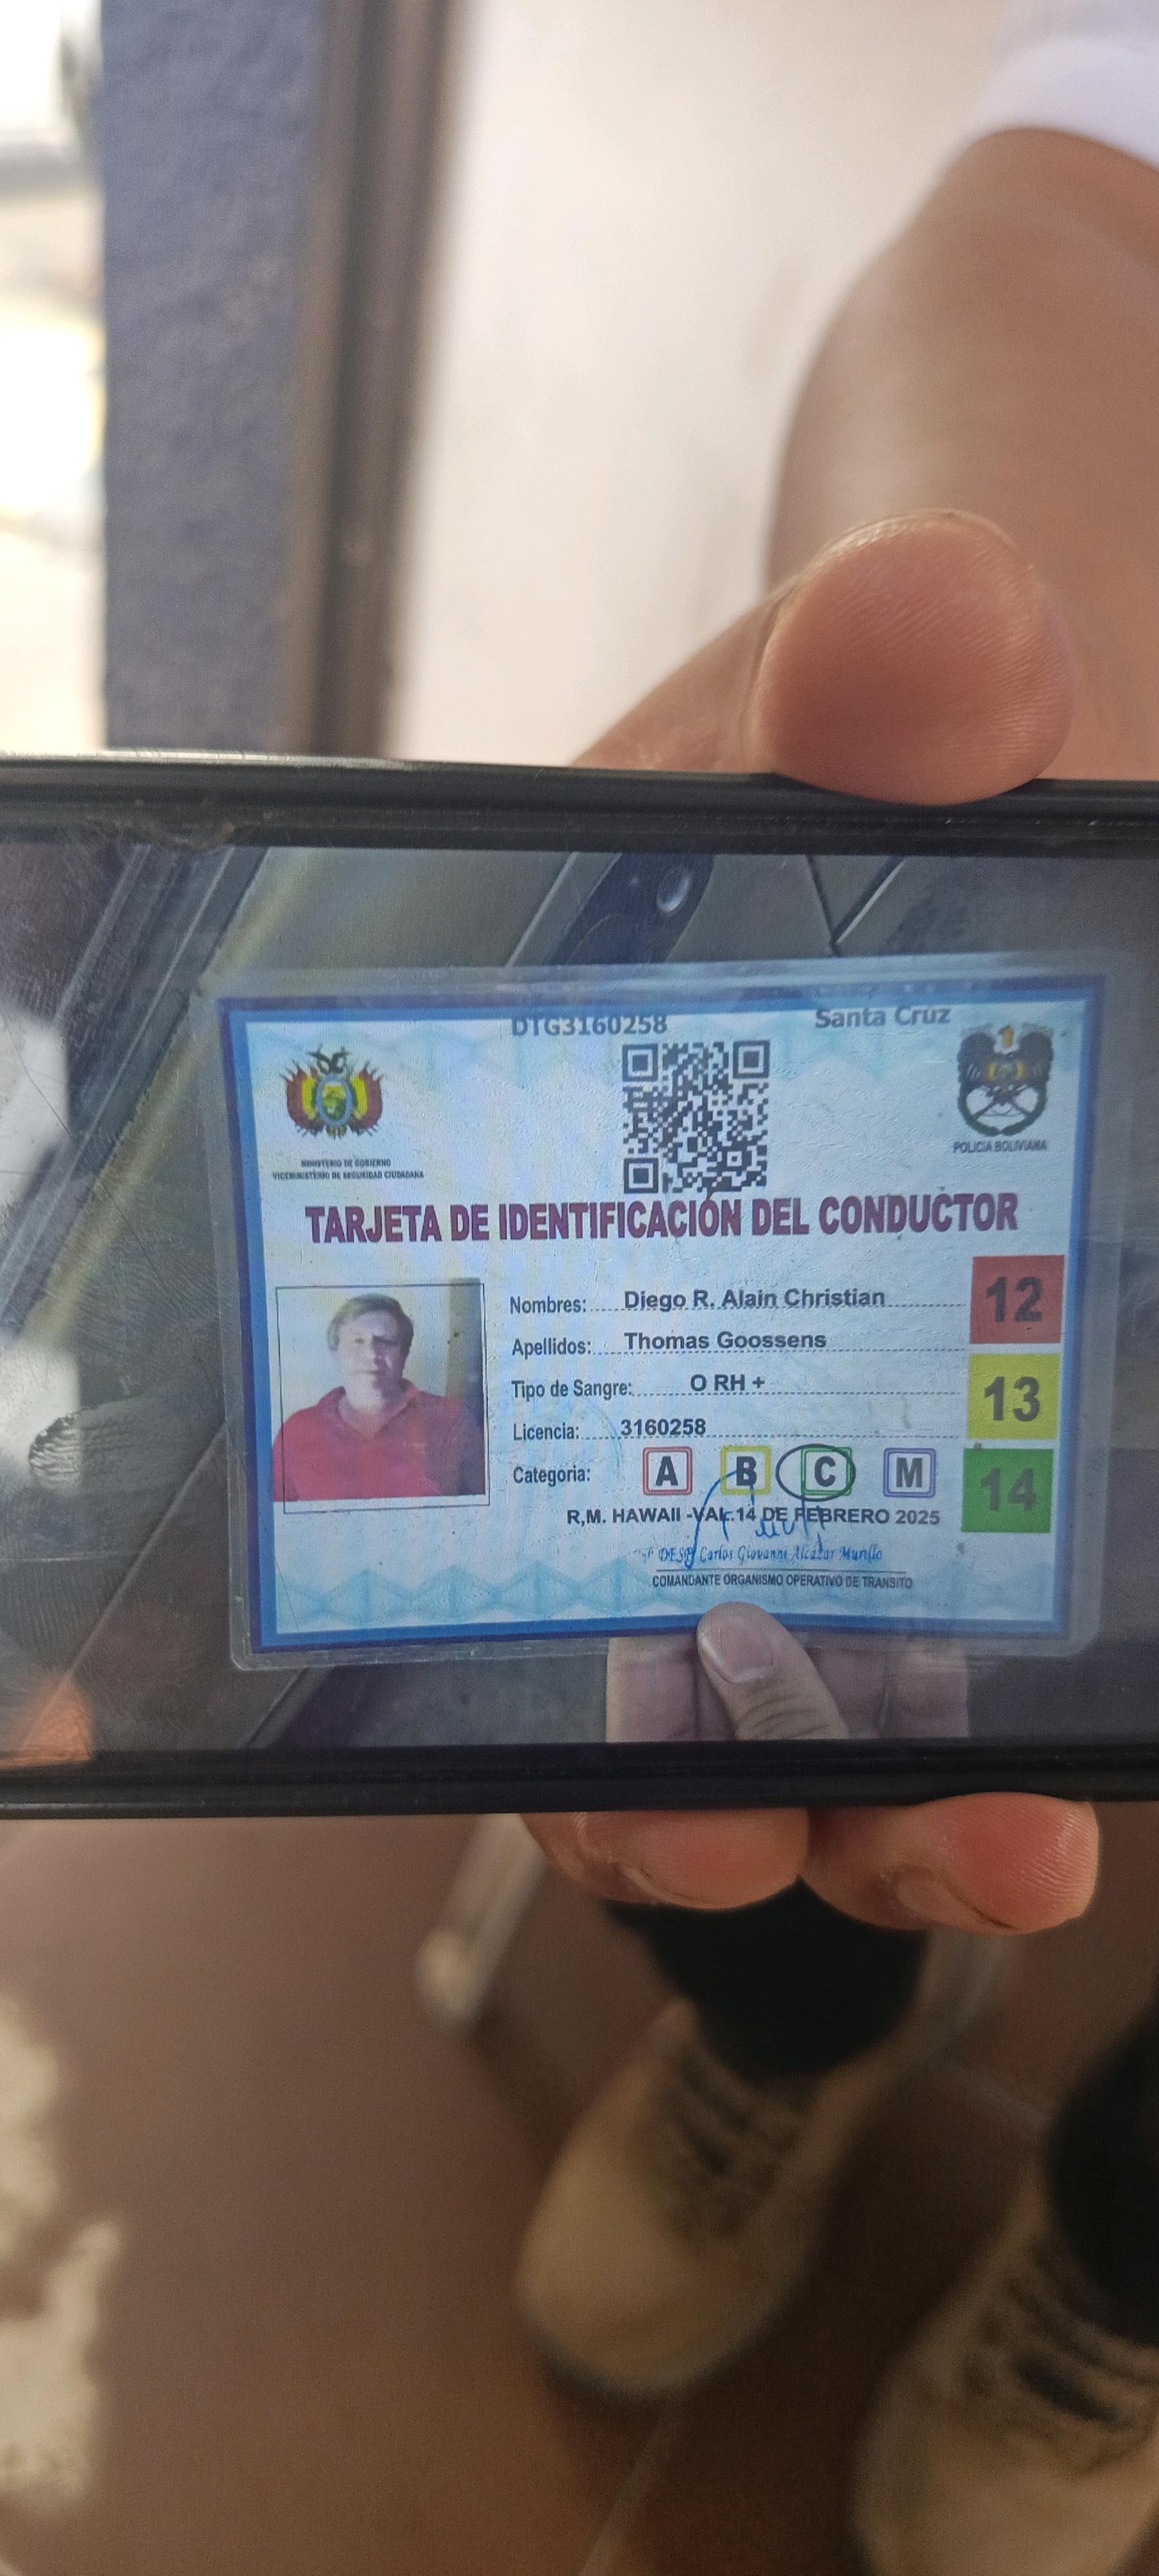 DTG3160258 Santa Cruz
MINISTERIO DE GOBIERNO
VICEMINISTERIO DE SEGURIDAD CIUDADANA
POLICIA BOLIVIANA
TARJETA DE IDENTIFICACIÓN DEL CONDUCTOR
Nombres: Diego R. Alain Christian
Apellidos: Thomas Goossens
Tipo de Sangre: O RH +
Licencia: 3160258
Categoria: A B C M
12
13
14
R,M. HAWAII -VAL.14 DE FEBRERO 2025
DESP. Carlos Giovanni Alcazar Murillo
COMANDANTE ORGANISMO OPERATIVO DE TRANSITO